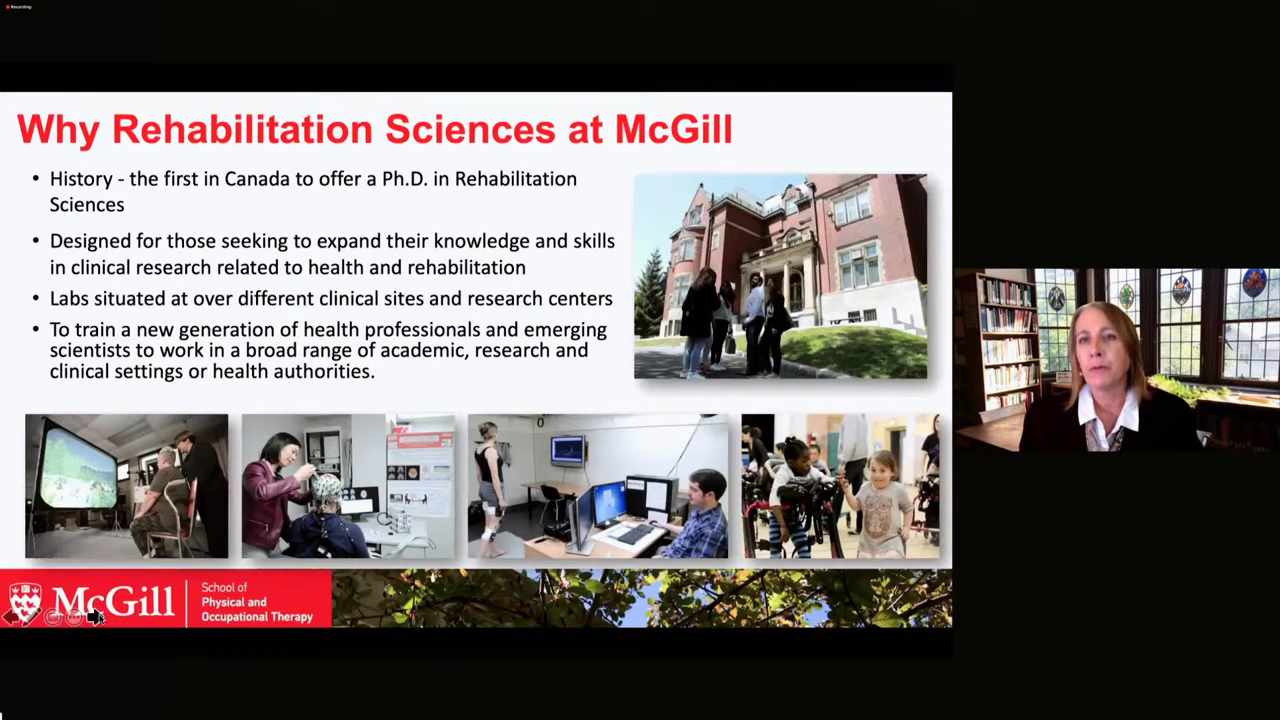 Recording
Why Rehabilitation Sciences at McGill
• History - the first in Canada to offer a Ph.D. in Rehabilitation
Sciences
• Designed for those seeking to expand their knowledge and skills
in clinical research related to health and rehabilitation
• Labs situated at over different clinical sites and research centers
• To train a new generation of health professionals and emerging
scientists to work in a broad range of academic, research and
clinical settings or health authorities.
McGill
School of
Physical and
Occupational Therapy